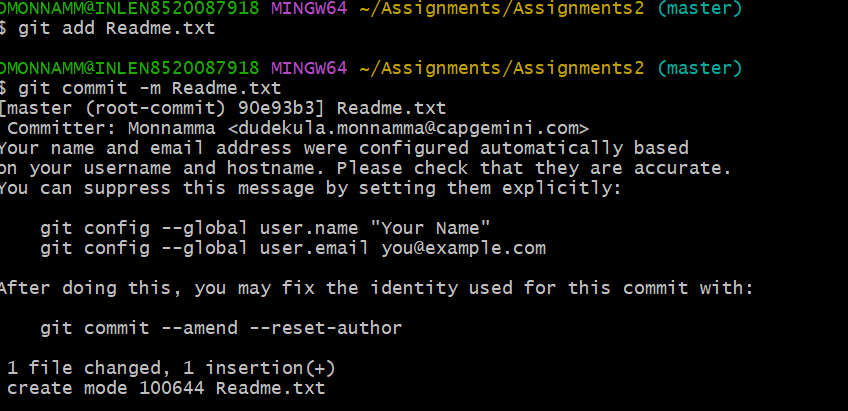 DMONNAMM@INLEN8520087918 MINGW64 ~/Assignments/Assignments2 (master)
$ git add Readme.txt
DMONNAMM@INLEN8520087918 MINGW64 ~/Assignments/Assignments2 (master)
$ git commit -m Readme.txt
[master (root-commit) 90e93b3] Readme.txt
Committer: Monnamma <dudekula.monnamma@capgemini.com>
Your name and email address were configured automatically based
on your username and hostname. Please check that they are accurate.
You can suppress this message by setting them explicitly:
git config --global user.name "Your Name"
git config --global user.email you@example.com
After doing this, you may fix the identity used for this commit with:
git commit --amend --reset-author
1 file changed, 1 insertion(+)
create mode 100644 Readme.txt